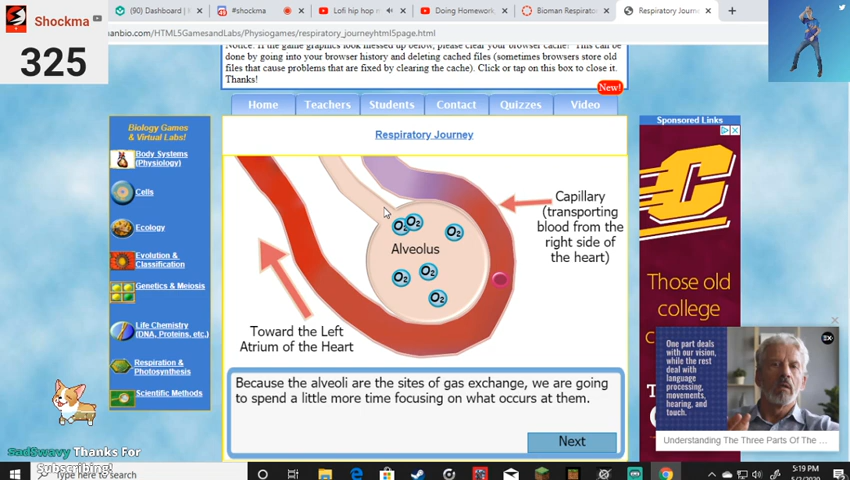 Shockma
325
(90) Dashboard |
#shockma
Lofi hip hop m
Doing Homework,
Bioman Respirato
Respiratory Journey
anbio.com/HTML5GamesandLabs/Physiogames/respiratory_journeyhtml5page.html
Notice: If the game graphics look messed up below, please clear your browser cache! This can be
done by going into your browser history and deleting cached files (sometimes browsers store old
files that cause problems that are fixed by clearing the cache). Click or tap on this box to close it.
Thanks!
New!
Home
Teachers
Students
Contact
Quizzes
Video
Biology Games
& Virtual Labs!
Body Systems
(Physiology)
Cells
Ecology
Evolution &
Classification
Genetics & Meiosis
Life Chemistry
(DNA, Proteins, etc,)
Respiration &
Photosynthesis
Scientific Methods
Respiratory Journey
O2
O2
O2
Alveolus
O2
O2
O2
Capillary
(transporting
blood from the
right side of
the heart)
Toward the Left
Atrium of the Heart
Because the alveoli are the sites of gas exchange, we are going
to spend a little more time focusing on what occurs at them.
Next
Sponsored Links
Those old
college
One part deals
with our vision,
while the rest
deal with
language
processing,
movements,
hearing, and
touch.
Understanding The Three Parts Of The ...
SadSwavy Thanks For
Subscribing!
Type here to search
5:19 PM